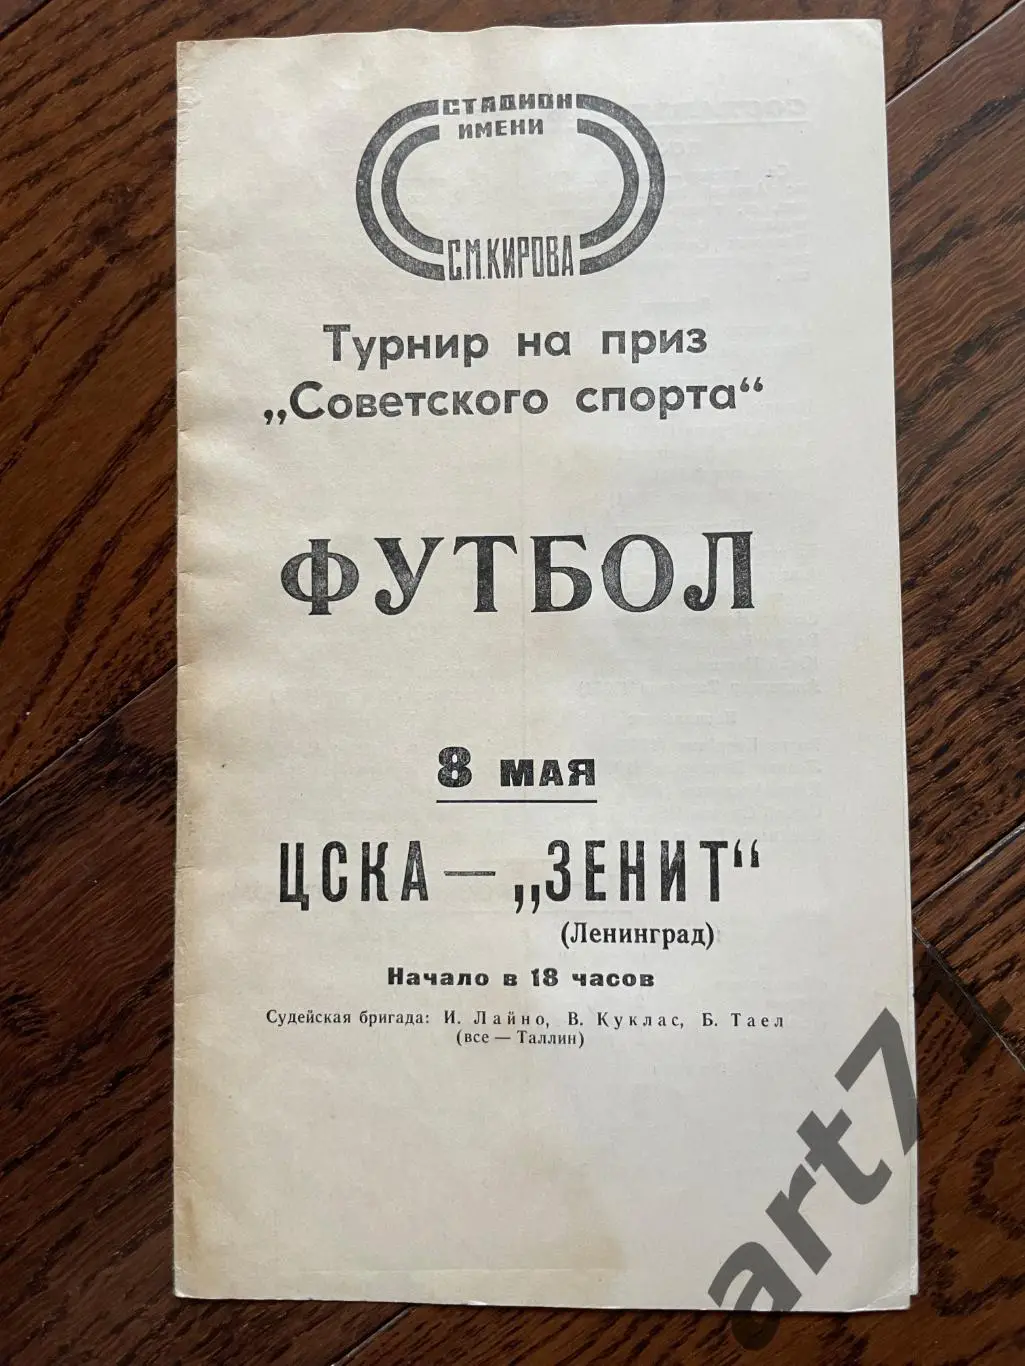 СТАДИОН
ИМЕНИ
С.М.КИРОВА
Турнир на приз
„Советского спорта“
ФУТБОЛ
8 МАЯ
ЦСКА — „ЗЕНИТ“
(Ленинград)
Начало в 18 часов
Судейская бригада: И. Лайно, В. Куклас, Б. Таел
(все — Таллин)
art7